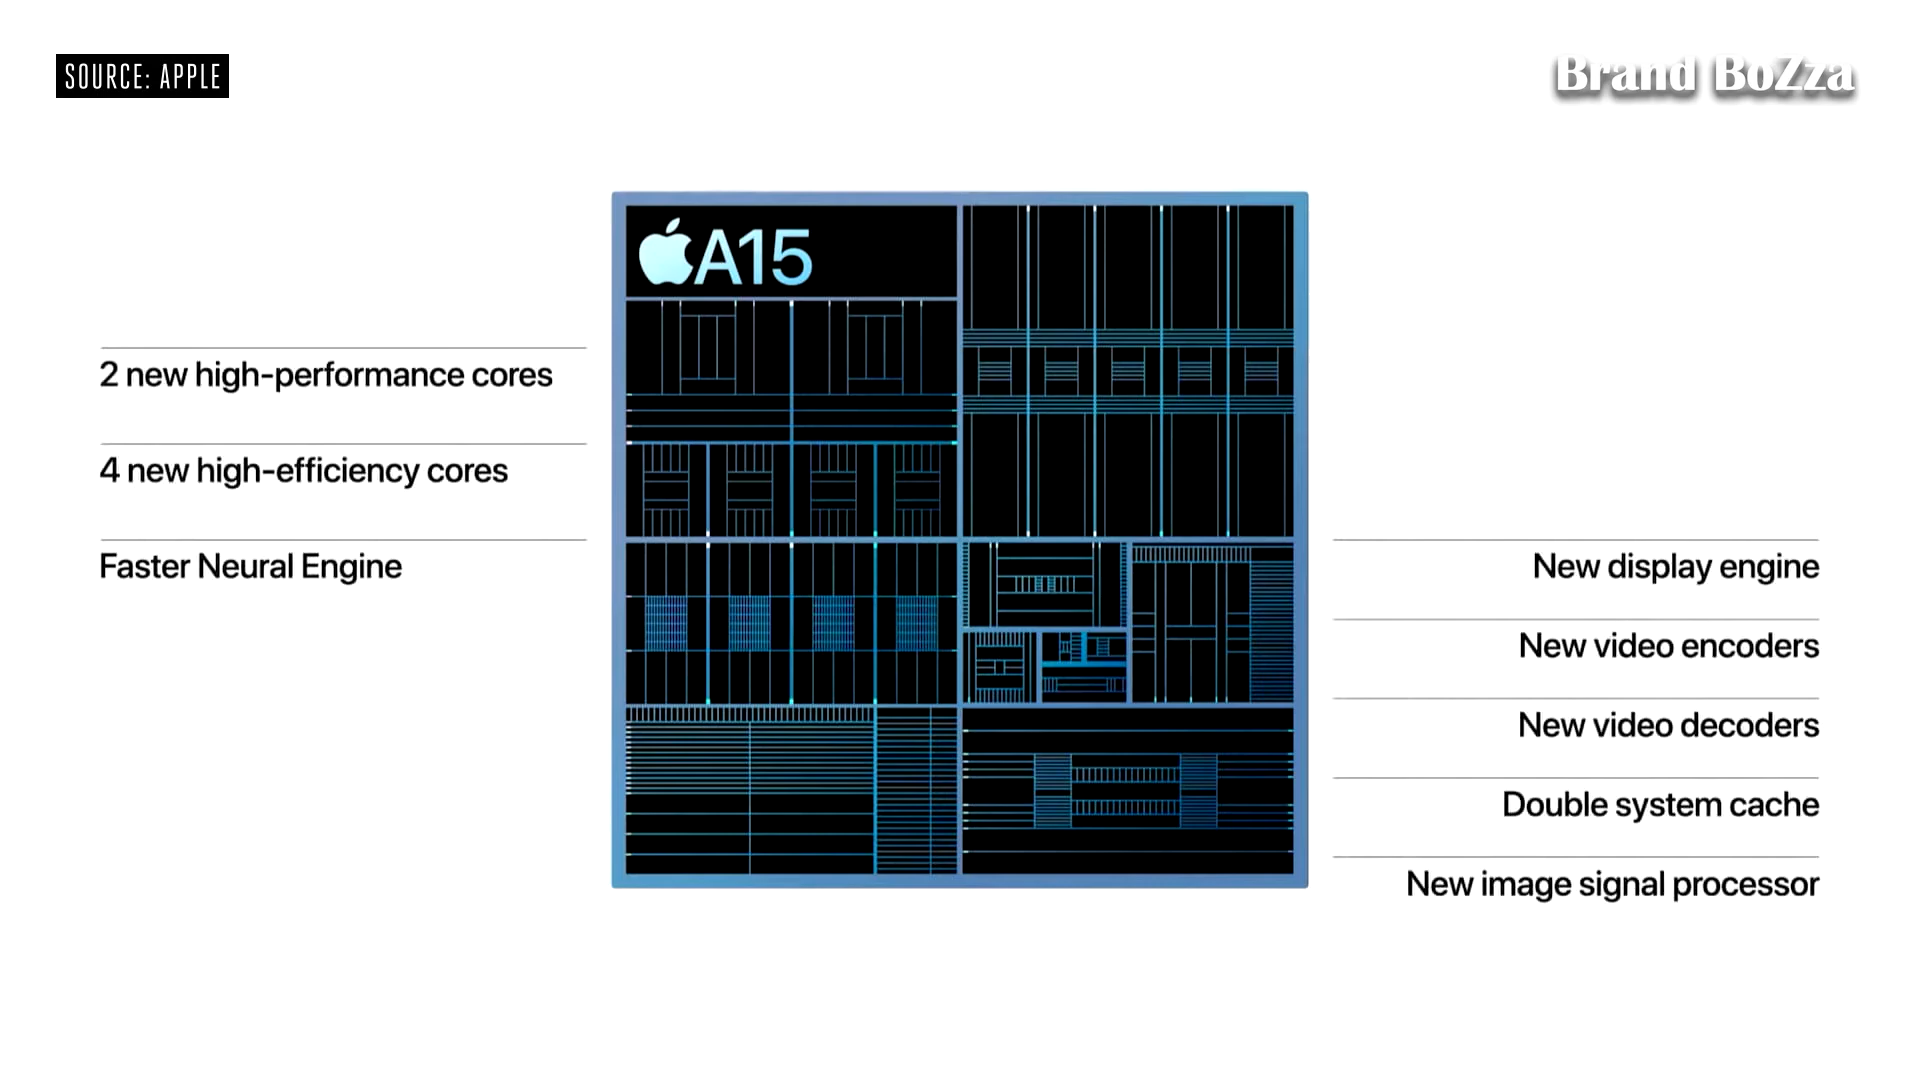 SOURCE: APPLE
Brand BoZza
A15
2 new high-performance cores
4 new high-efficiency cores
Faster Neural Engine
New display engine
New video encoders
New video decoders
Double system cache
New image signal processor